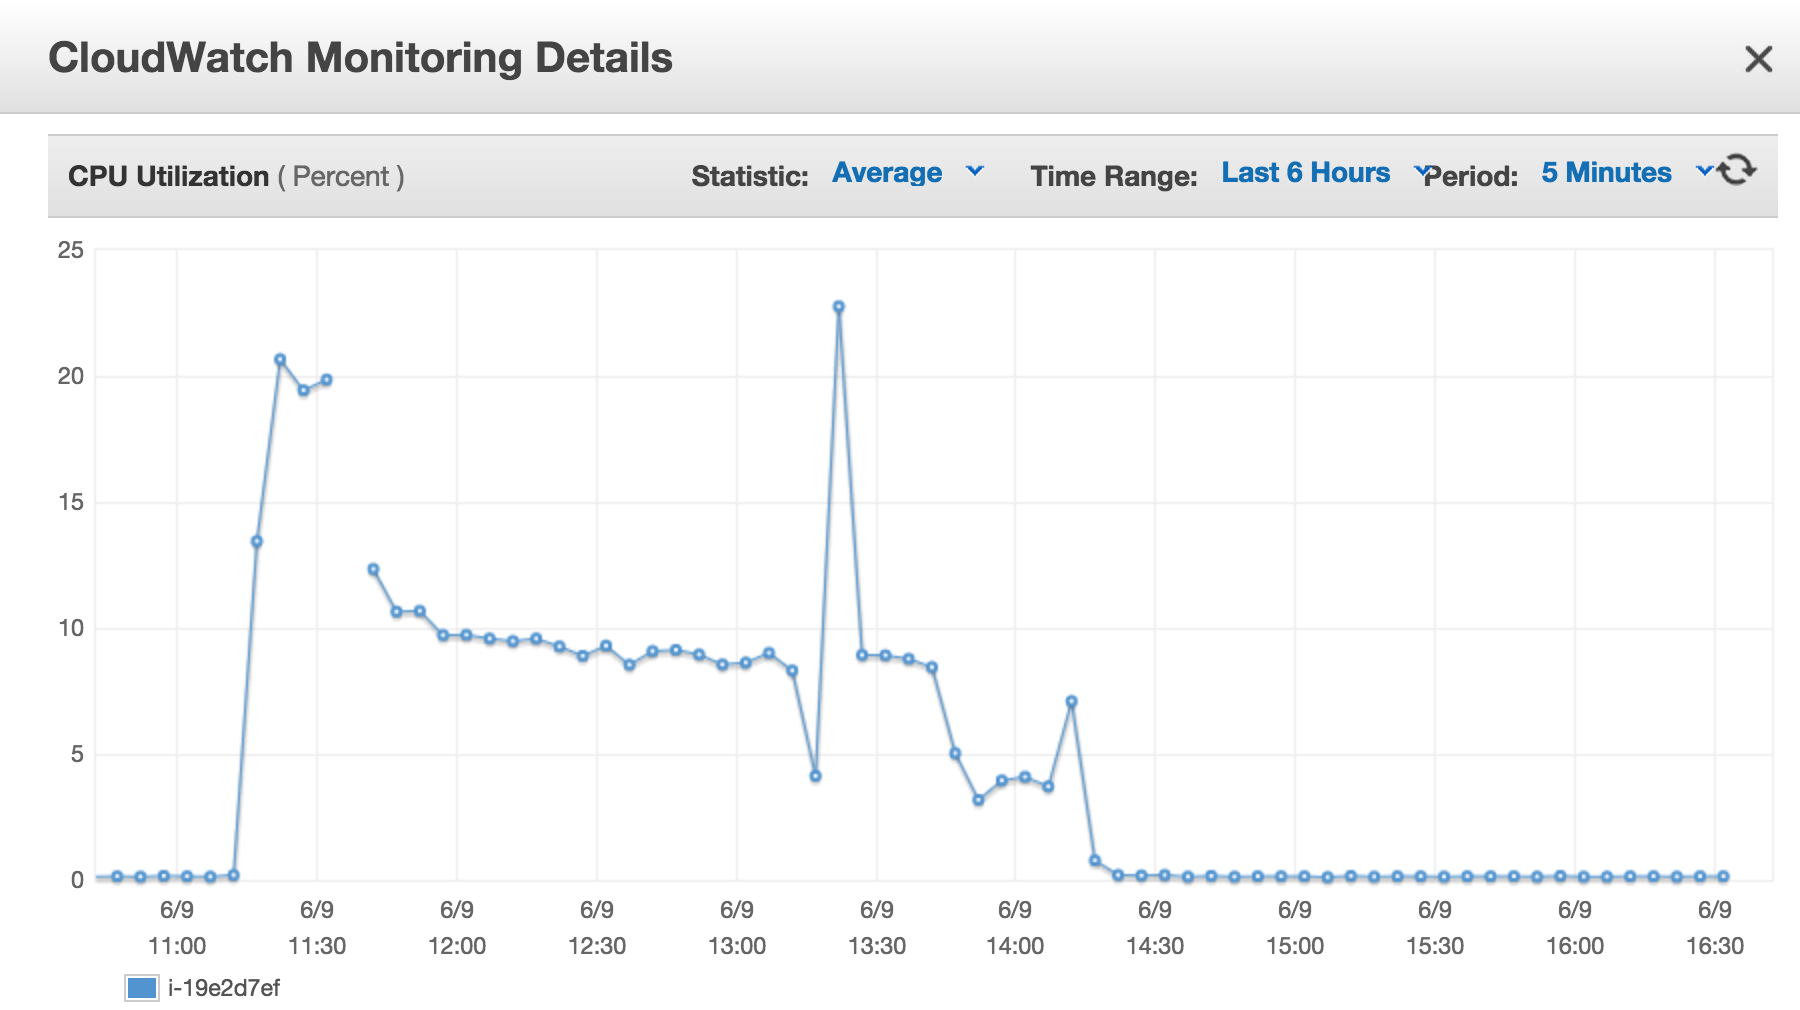 CloudWatch Monitoring Details
CPU Utilization ( Percent ) Statistic: Average Time Range: Last 6 Hours Period: 5 Minutes
25
20
15
10
5
0
6/9 6/9 6/9 6/9 6/9 6/9 6/9 6/9 6/9 6/9 6/9 6/9
11:00 11:30 12:00 12:30 13:00 13:30 14:00 14:30 15:00 15:30 16:00 16:30
i-19e2d7ef